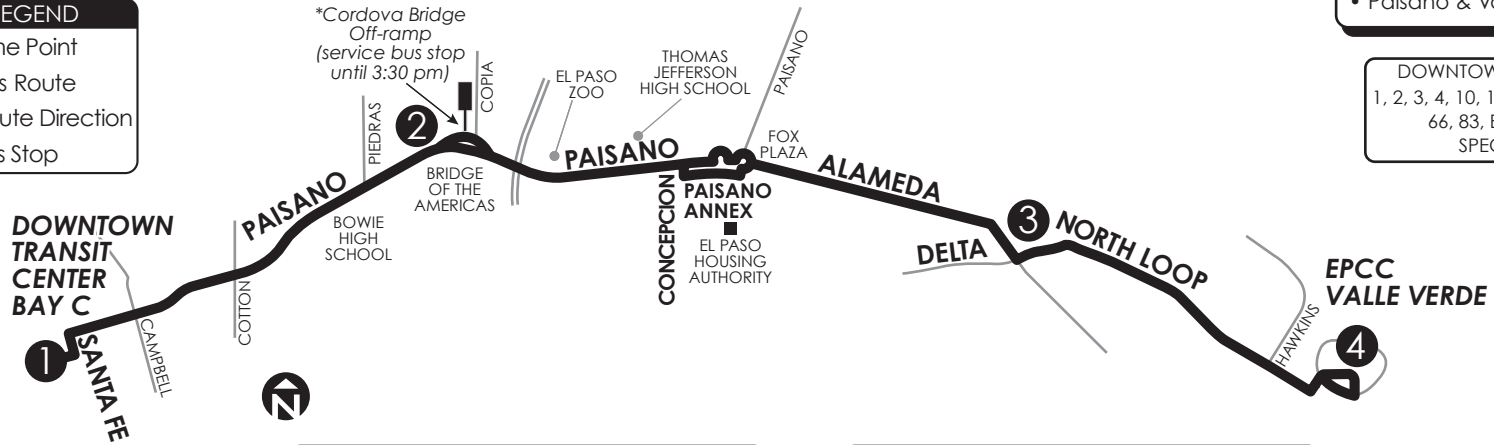 EGEND
ne Point
s Route
ute Direction
s Stop
*Cordova Bridge
Off-ramp
(service bus stop
until 3:30 pm)
COPIA
PIEDRAS
2
BRIDGE
OF THE
AMERICAS
EL PASO
ZOO
THOMAS
JEFFERSON
HIGH SCHOOL
PAISANO
PAISANO
FOX
PLAZA
PAISANO
ANNEX
CONCEPCION
EL PASO
HOUSING
AUTHORITY
ALAMEDA
DELTA
3
NORTH LOOP
HAWKINS
EPCC
VALLE VERDE
4
• Paisano & Va
DOWNTOW
1, 2, 3, 4, 10, 1
66, 83, E
SPEC
DOWNTOWN
TRANSIT
CENTER
BAY C
1
SANTA FE
CAMPBELL
COTTON
PAISANO
BOWIE
HIGH
SCHOOL
N